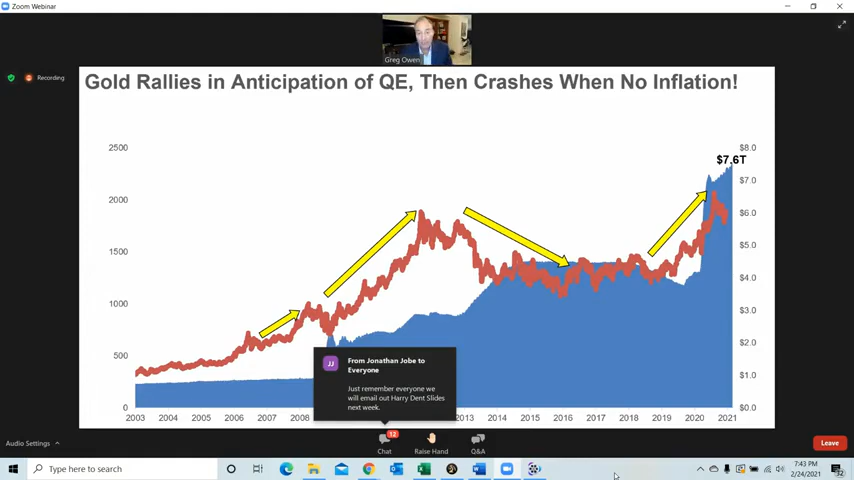 Zoom Webinar
Greg Owen
Recording
Gold Rallies in Anticipation of QE, Then Crashes When No Inflation!
$7.6T
2500
2000
1500
1000
500
0
$8.0
$7.0
$6.0
$5.0
$4.0
$3.0
$2.0
$1.0
$0.0
2003 2004 2005 2006 2007 2008 2013 2014 2015 2016 2017 2018 2019 2020 2021
JJ
From Jonathan Jobe to
Everyone
Just remember everyone we
will email out Harry Dent Slides
next week.
Audio Settings
12
Chat
Raise Hand
Q&A
Leave
Type here to search
7:43 PM
2/24/2021
32